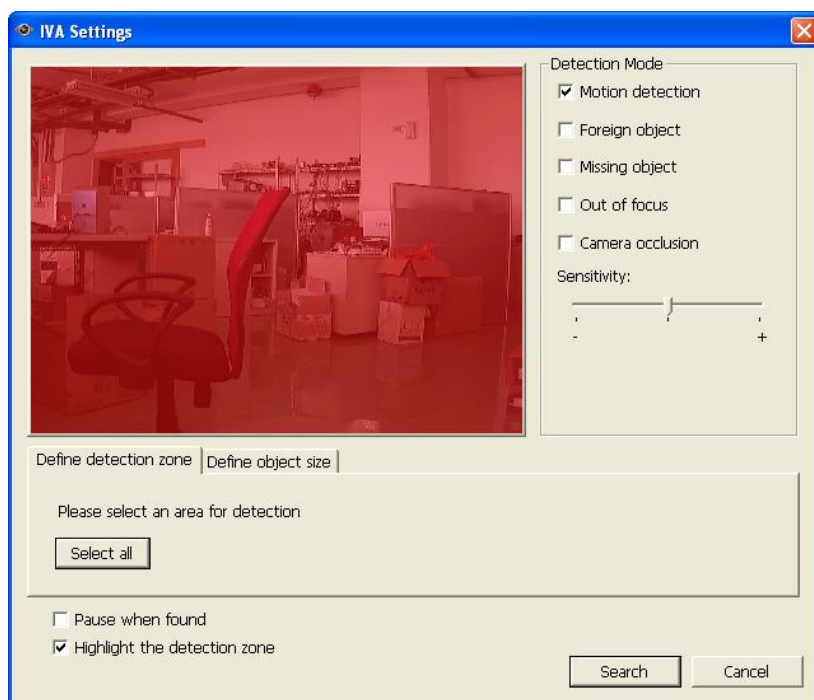 IVA Settings
Detection Mode
Motion detection
Foreign object
Missing object
Out of focus
Camera occlusion
Sensitivity:
- +
Define detection zone
Define object size
Please select an area for detection
Select all
Pause when found
Highlight the detection zone
Search
Cancel